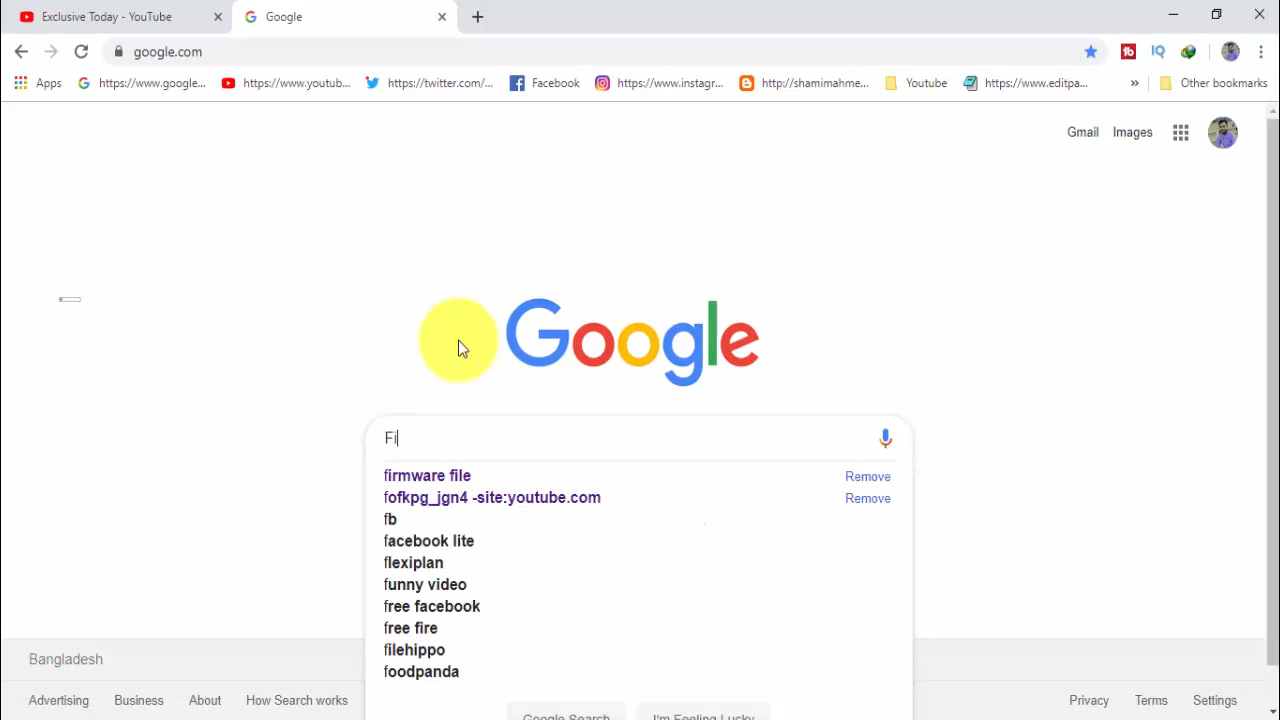 Exclusive Today - YouTube
Google
google.com
Apps
https://www.google...
https://www.youtub...
https://twitter.com/...
Facebook
https://www.instagr...
http://shamimahme...
Youtube
https://www.editpa...
»
Other bookmarks
Gmail
Images
Google
Fi
firmware file
Remove
fofkpg_jgn4 -site:youtube.com
Remove
fb
facebook lite
flexiplan
funny video
free facebook
free fire
filehippo
foodpanda
Google Search
I'm Feeling Lucky
Bangladesh
Advertising
Business
About
How Search works
Privacy
Terms
Settings